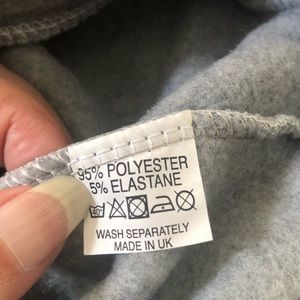 95% POLYESTER
5% ELASTANE
WASH SEPARATELY
MADE IN UK